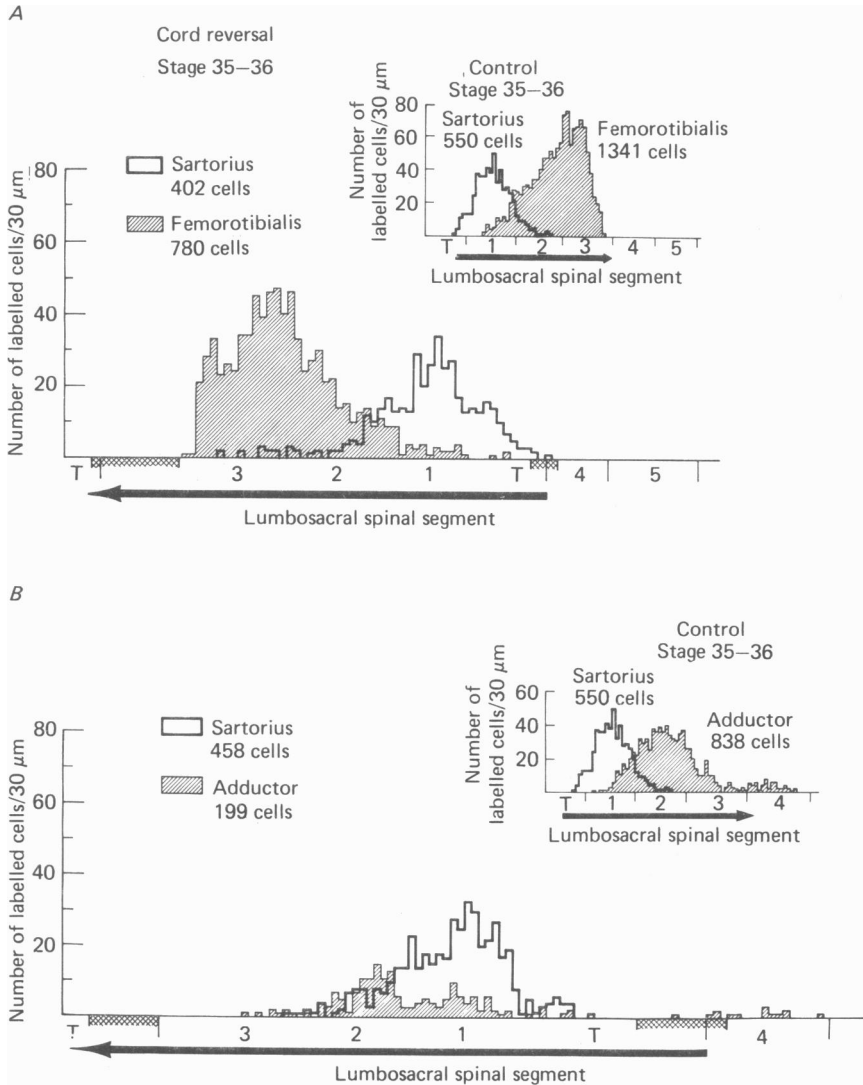 A
Cord reversal
Stage 35–36
Control
Stage 35–36
Number of
labelled cells/30 μm
80
60
40
20
Sartorius
550 cells
Femorotibialis
1341 cells
T 1 2 3 4 5 T
Lumbosacral spinal segment
Sartorius
402 cells
Femorotibialis
780 cells
Number of labelled cells/30 μm
80
60
40
20
T 3 2 1 T 4 5
Lumbosacral spinal segment
B
Control
Stage 35–36
Number of
labelled cells/30 μm
60
40
20
Sartorius
550 cells
Adductor
838 cells
T 1 2 3 4
Lumbosacral spinal segment
Sartorius
458 cells
Adductor
199 cells
Number of labelled cells/30 μm
80
60
40
20
T 3 2 1 T 4
Lumbosacral spinal segment